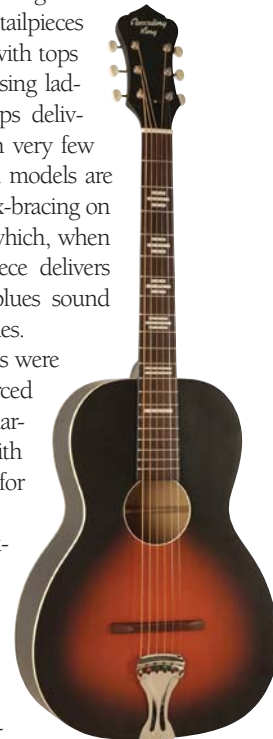 tailpieces
with tops
sing lad-
ps deliv-
n very few
models are
x-bracing on
which, when
ece delivers
blues sound
es.
s were
rced
ar-
ith
for
-
-
Recording
King